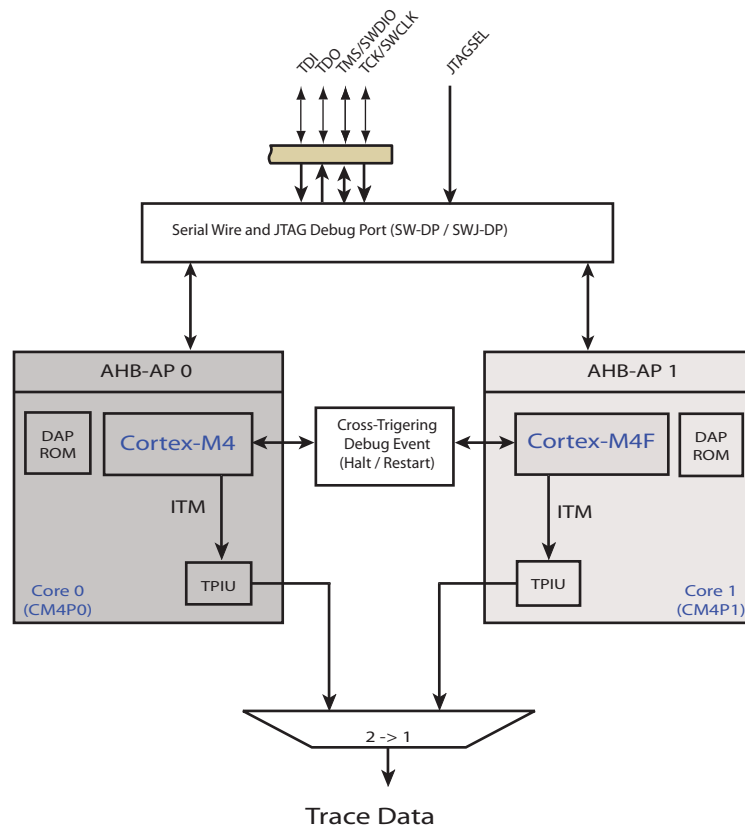 TDI
TDO
TMS/SWDIO
TCK/SWCLK
JTAGSEL
Serial Wire and JTAG Debug Port (SW-DP / SWJ-DP)
AHB-AP 0
AHB-AP 1
DAP
ROM
Cortex-M4
Cross-Trigering
Debug Event
(Halt / Restart)
Cortex-M4F
DAP
ROM
ITM
ITM
TPIU
TPIU
Core 0
(CM4P0)
Core 1
(CM4P1)
2 -> 1
Trace Data